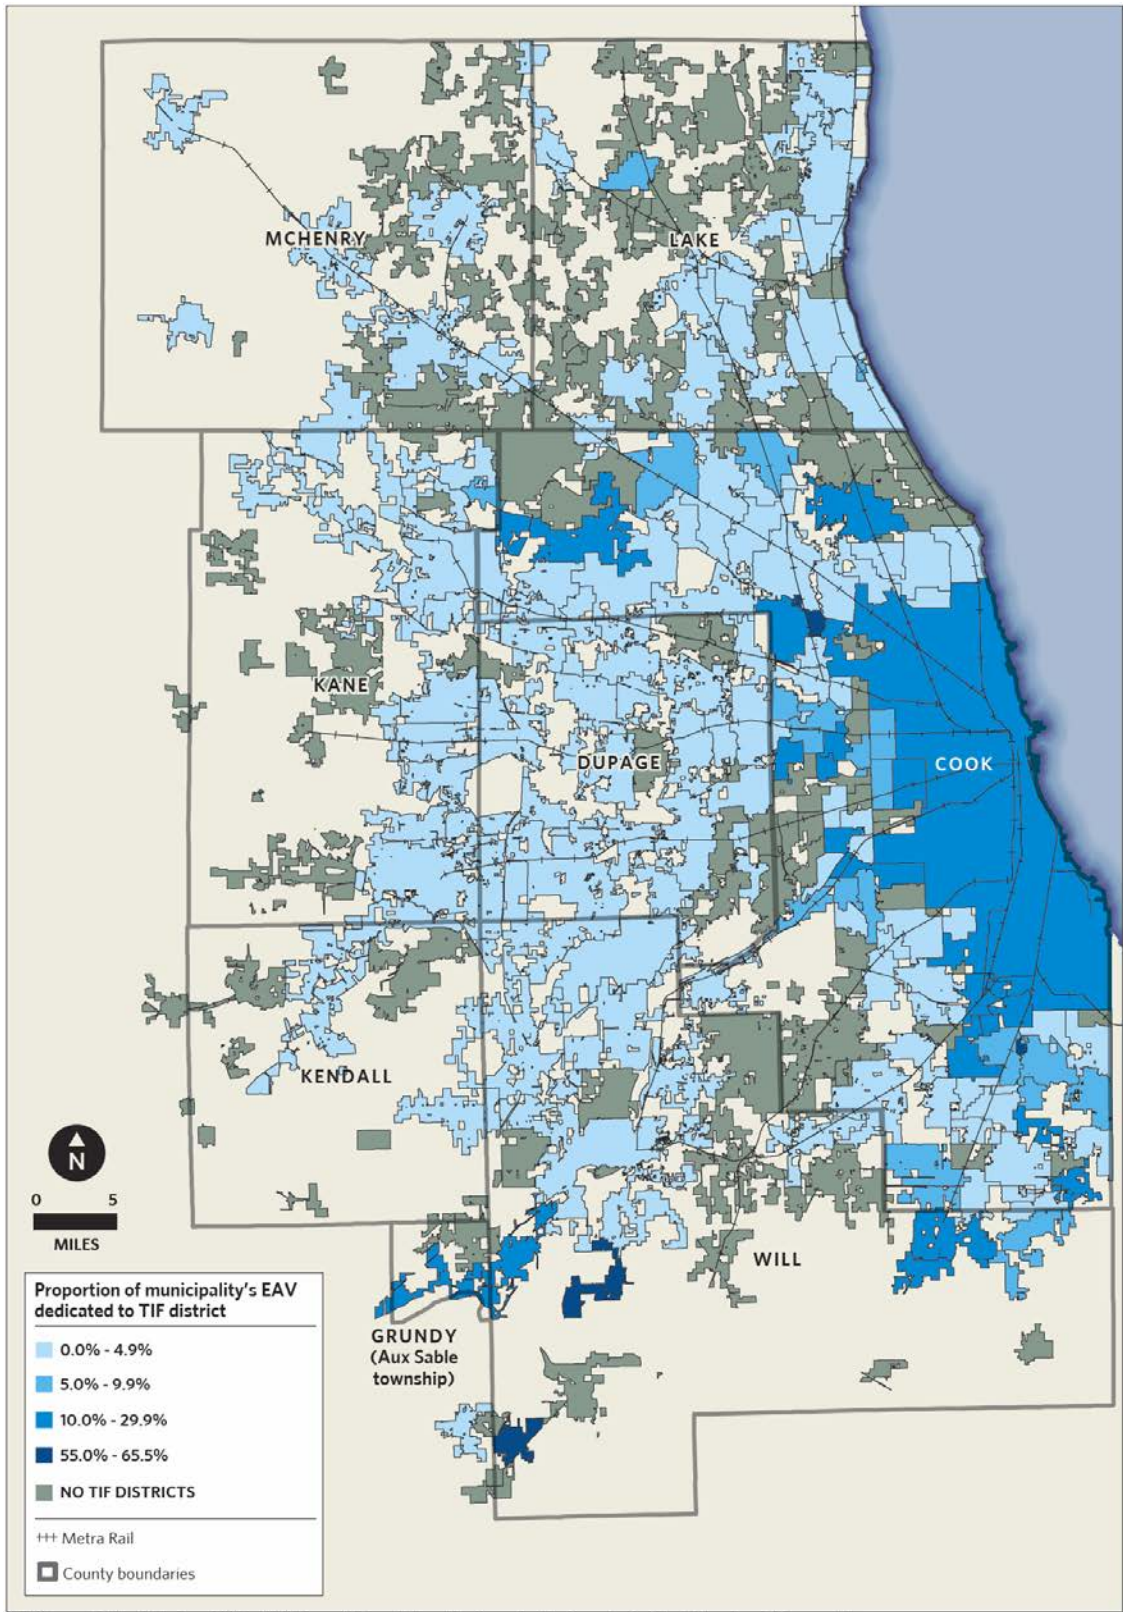 MCHENRY
LAKE
KANE
DUPAGE
COOK
KENDALL
N
0 5
MILES
WILL
GRUNDY
(Aux Sable
township)
Proportion of municipality's EAV
dedicated to TIF district
0.0% - 4.9%
5.0% - 9.9%
10.0% - 29.9%
55.0% - 65.5%
NO TIF DISTRICTS
Metra Rail
County boundaries